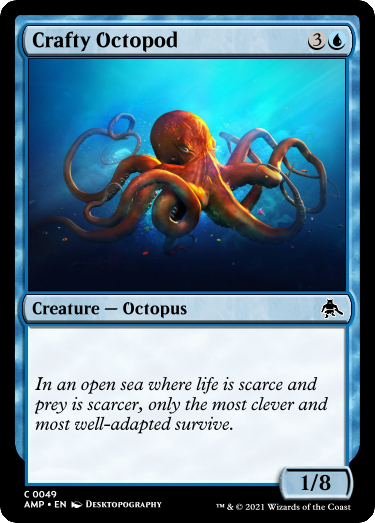 Crafty Octopod 3
Creature — Octopus
In an open sea where life is scarce and
prey is scarcer, only the most clever and
most well-adapted survive.
1/8
C 0049
AMP • EN Desktopography
™ & © 2021 Wizards of the Coast